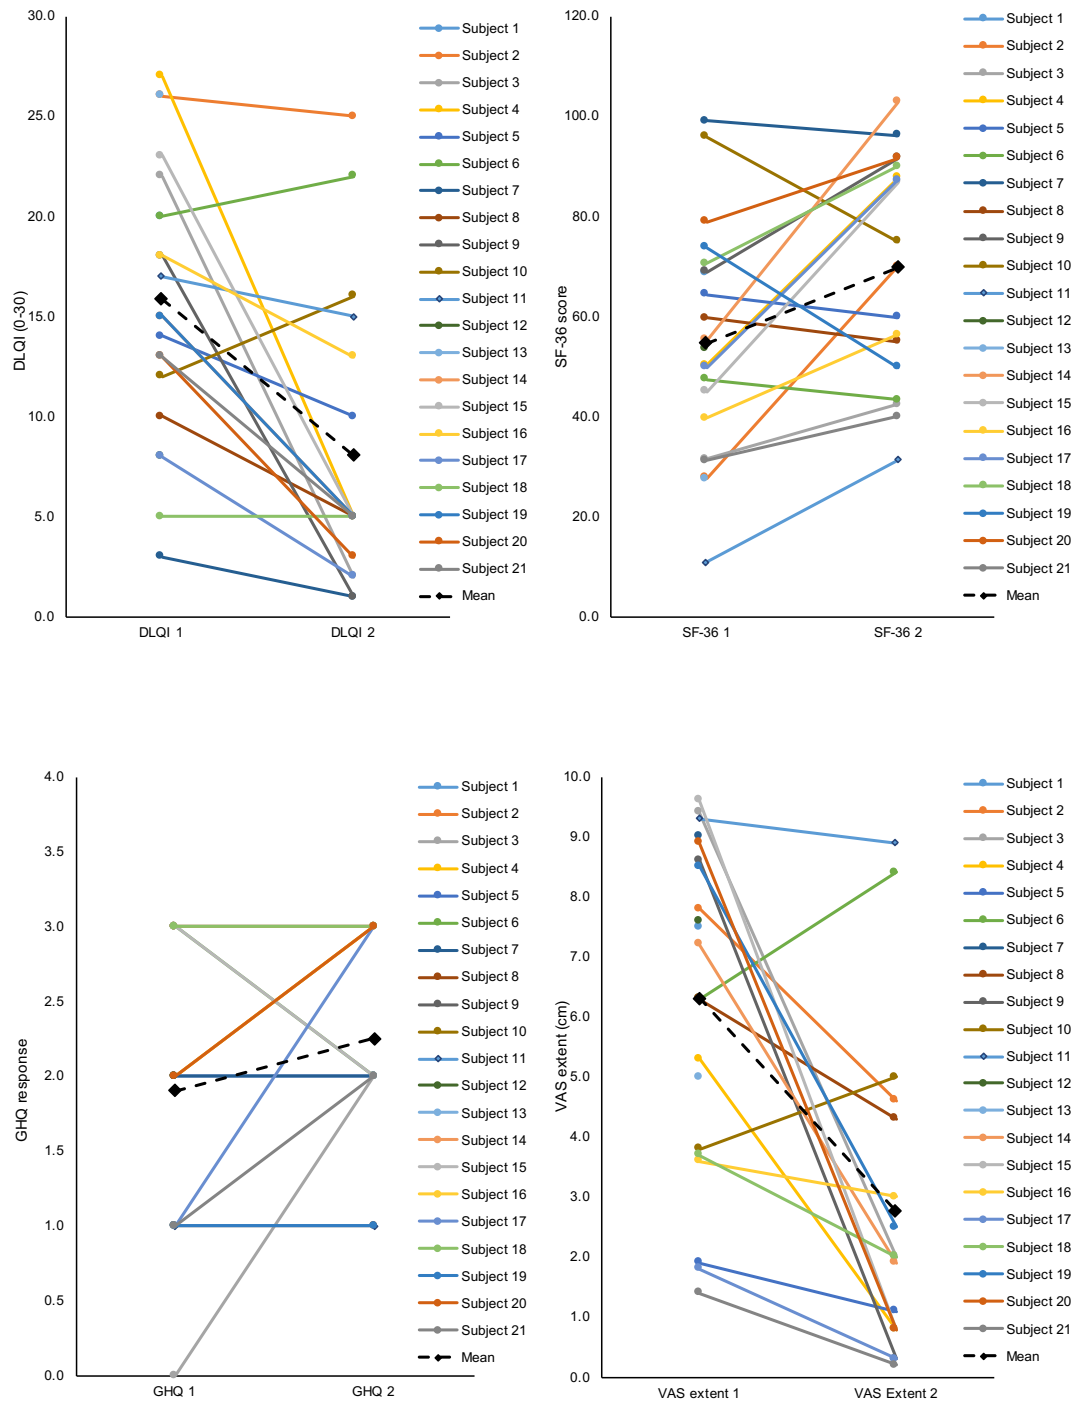 30.0
25.0
20.0
15.0
10.0
5.0
0.0
DLQI (0-30)
DLQI 1
DLQI 2
Subject 1
Subject 2
Subject 3
Subject 4
Subject 5
Subject 6
Subject 7
Subject 8
Subject 9
Subject 10
Subject 11
Subject 12
Subject 13
Subject 14
Subject 15
Subject 16
Subject 17
Subject 18
Subject 19
Subject 20
Subject 21
Mean
120.0
100.0
80.0
60.0
40.0
20.0
0.0
SF-36 score
SF-36 1
SF-36 2
Subject 1
Subject 2
Subject 3
Subject 4
Subject 5
Subject 6
Subject 7
Subject 8
Subject 9
Subject 10
Subject 11
Subject 12
Subject 13
Subject 14
Subject 15
Subject 16
Subject 17
Subject 18
Subject 19
Subject 20
Subject 21
Mean
4.0
3.5
3.0
2.5
2.0
1.5
1.0
0.5
0.0
GHQ response
GHQ 1
GHQ 2
Subject 1
Subject 2
Subject 3
Subject 4
Subject 5
Subject 6
Subject 7
Subject 8
Subject 9
Subject 10
Subject 11
Subject 12
Subject 13
Subject 14
Subject 15
Subject 16
Subject 17
Subject 18
Subject 19
Subject 20
Subject 21
Mean
10.0
9.0
8.0
7.0
6.0
5.0
4.0
3.0
2.0
1.0
0.0
VAS extent (cm)
VAS extent 1
VAS Extent 2
Subject 1
Subject 2
Subject 3
Subject 4
Subject 5
Subject 6
Subject 7
Subject 8
Subject 9
Subject 10
Subject 11
Subject 12
Subject 13
Subject 14
Subject 15
Subject 16
Subject 17
Subject 18
Subject 19
Subject 20
Subject 21
Mean